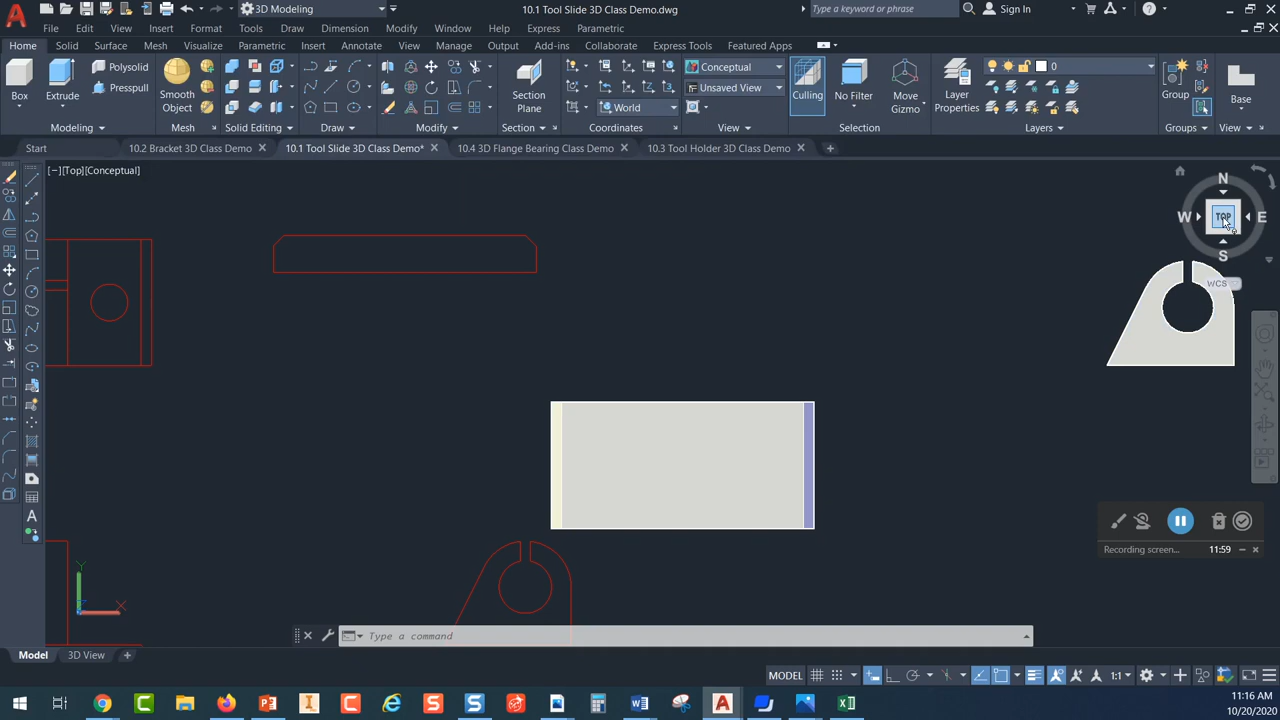 3D Modeling
10.1 Tool Slide 3D Class Demo.dwg
Type a keyword or phrase
Sign In
File Edit View Insert Format Tools Draw Dimension Modify Window Help Express Parametric
Home Solid Surface Mesh Visualize Parametric Insert Annotate View Manage Output Add-ins Collaborate Express Tools Featured Apps
Box
Extrude
Polysolid
Presspull
Smooth
Object
Section
Plane
World
Conceptual
Unsaved View
Culling
No Filter
Move
Gizmo
Layer
Properties
0
Group
Base
Modeling Mesh Solid Editing Draw Modify Section Coordinates View Selection Layers Groups View
Start 10.2 Bracket 3D Class Demo 10.1 Tool Slide 3D Class Demo* 10.4 3D Flange Bearing Class Demo 10.3 Tool Holder 3D Class Demo
[−][Top][Conceptual]
N
W TOP E
S
WCS
Recording screen... 11:59
Y
X
Type a command
Model 3D View
MODEL 1:1
11:16 AM
10/20/2020